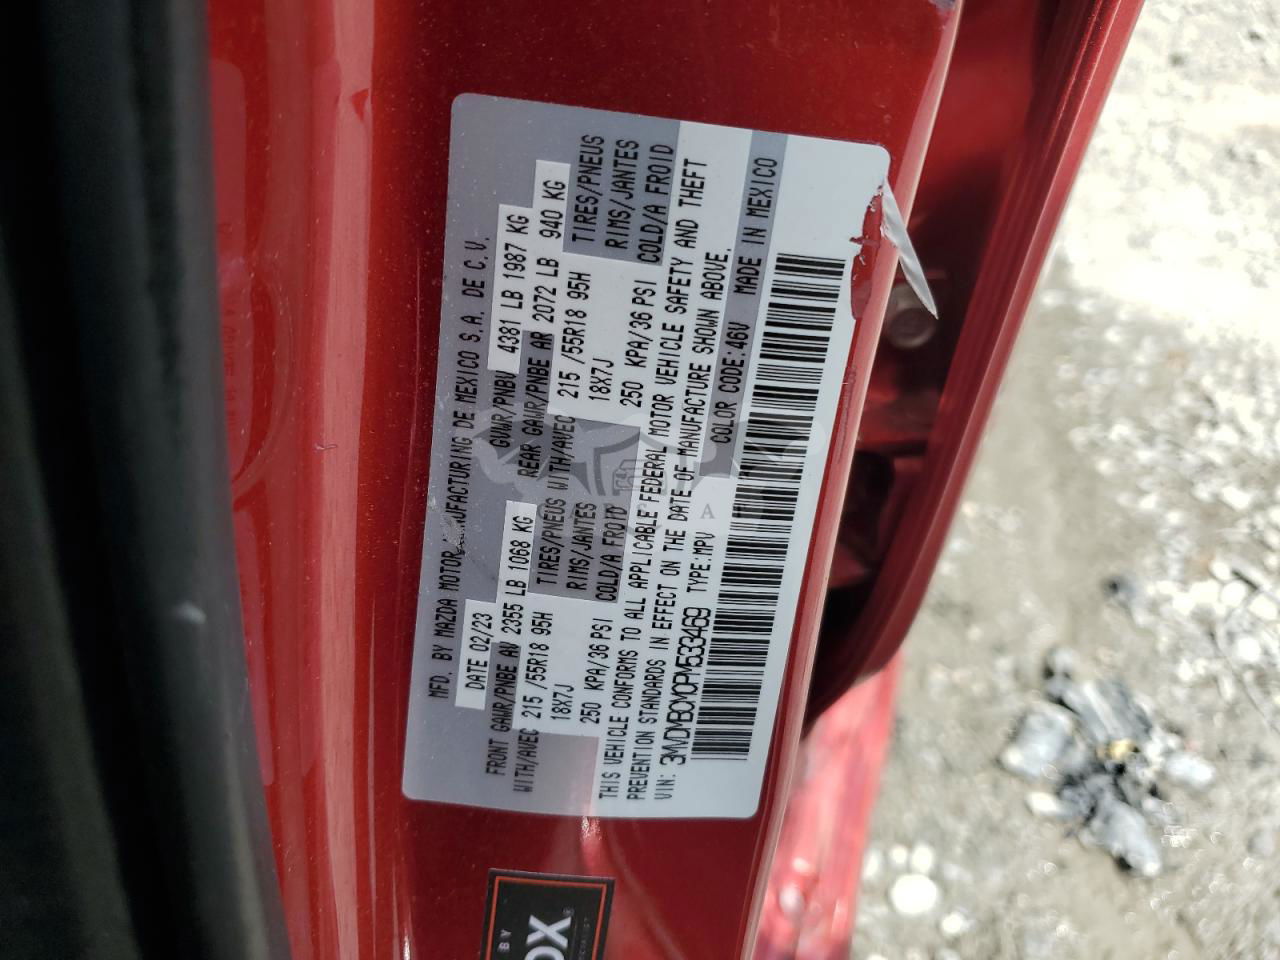 MFD. BY MAZDA MOTOR MANUFACTURING DE MEXICO S.A. DE C.V.
DATE 02/23 GVWR/PNBV 4381 LB 1987 KG
FRONT GAWR/PNBE AV 2355 LB 1068 KG REAR GAWR/PNBE AR 2072 LB 940 KG
WITH/AVEC 215 /55R18 95H TIRES/PNEUS WITH/AVEC 215 /55R18 95H TIRES/PNEUS
18X7J RIMS/JANTES 18X7J RIMS/JANTES
250 KPA/36 PSI COLD/A FROID 250 KPA/36 PSI COLD/A FROID
THIS VEHICLE CONFORMS TO ALL APPLICABLE FEDERAL MOTOR VEHICLE SAFETY AND THEFT
PREVENTION STANDARDS IN EFFECT ON THE DATE OF MANUFACTURE SHOWN ABOVE.
VIN: 3MVDMBCM0PM533469 TYPE:MPV COLOR CODE:46V MADE IN MEXICO
BY
OX